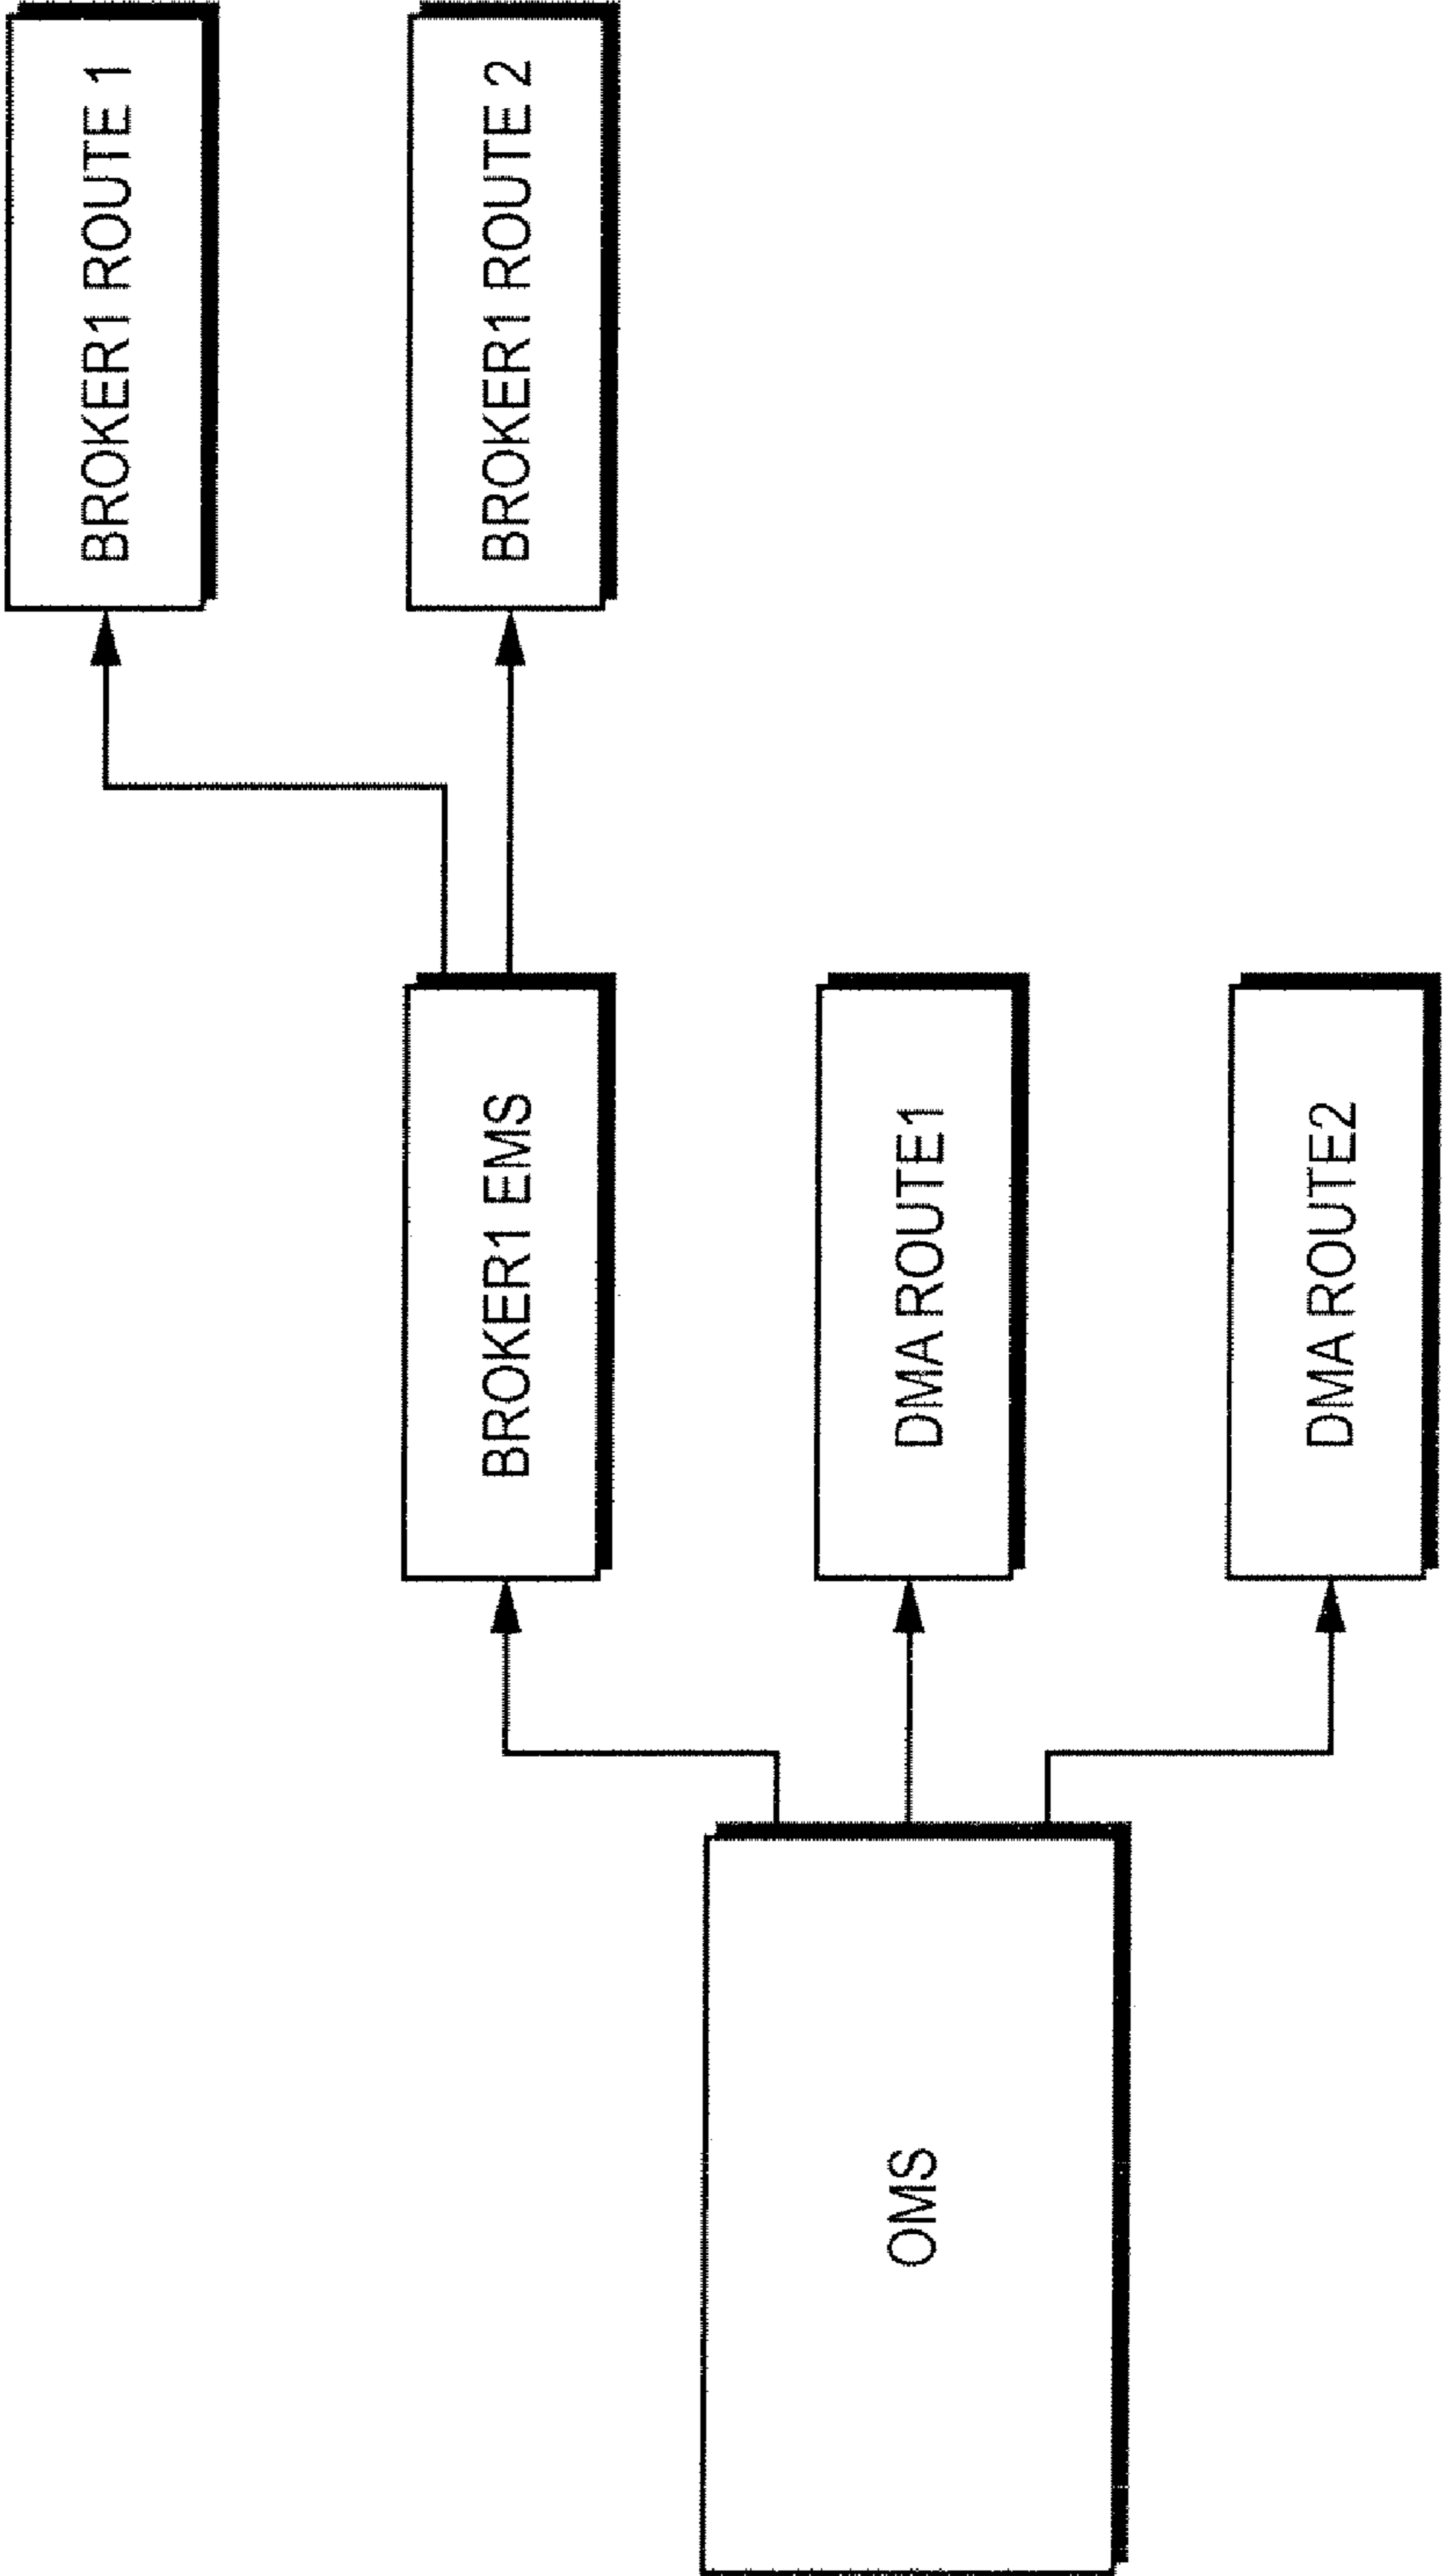 BROKER1 ROUTE 1
BROKER1 ROUTE 2
BROKER1 EMS
DMA ROUTE1
DMA ROUTE2
OMS